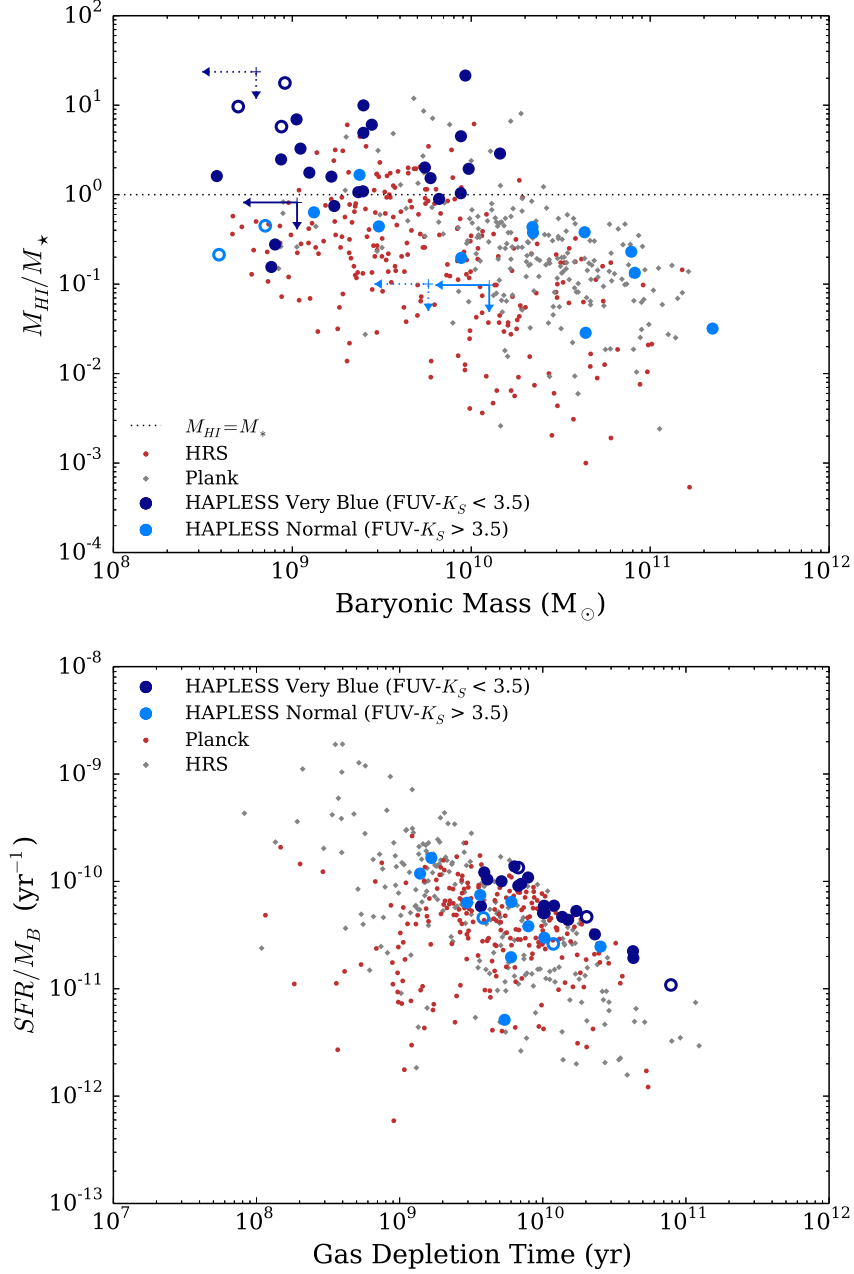 10^2
10^1
10^0
10^-1
10^-2
10^-3
10^-4
M_HI/M_⋆
M_HI=M_*
HRS
Plank
HAPLESS Very Blue (FUV-K_S < 3.5)
HAPLESS Normal (FUV-K_S > 3.5)
10^8 10^9 10^10 10^11 10^12
Baryonic Mass (M_⊙)
10^-8
10^-9
10^-10
10^-11
10^-12
10^-13
SFR/M_B (yr^−1)
HAPLESS Very Blue (FUV-K_S < 3.5)
HAPLESS Normal (FUV-K_S > 3.5)
Planck
HRS
10^7 10^8 10^9 10^10 10^11 10^12
Gas Depletion Time (yr)